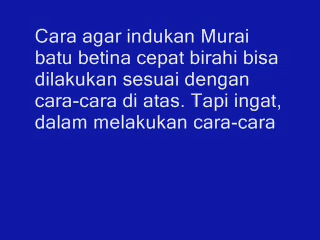 Cara agar indukan Murai
batu betina cepat birahi bisa
dilakukan sesuai dengan
cara-cara di atas. Tapi ingat,
dalam melakukan cara-cara